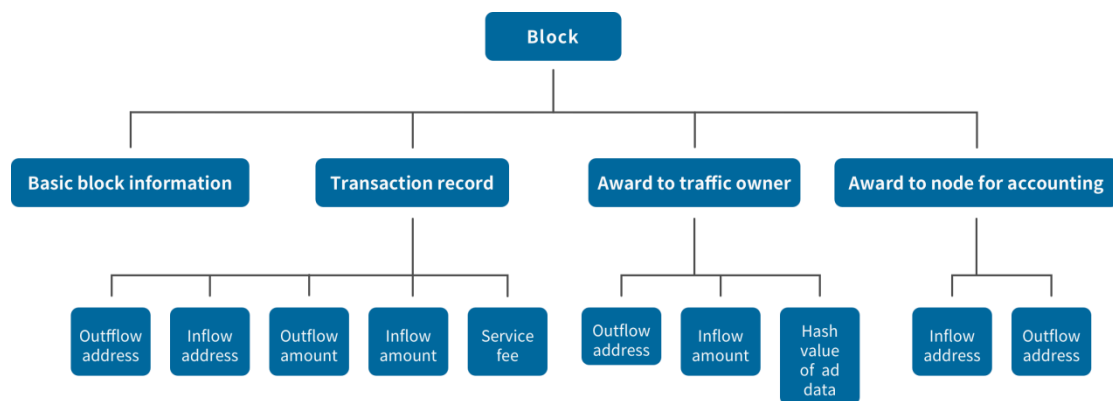 Block
Basic block information
Transaction record
Award to traffic owner
Award to node for accounting
Outfflow
address
Inflow
address
Outflow
amount
Inflow
amount
Service
fee
Outflow
address
Inflow
amount
Hash
value
of ad
data
Inflow
address
Outflow
address